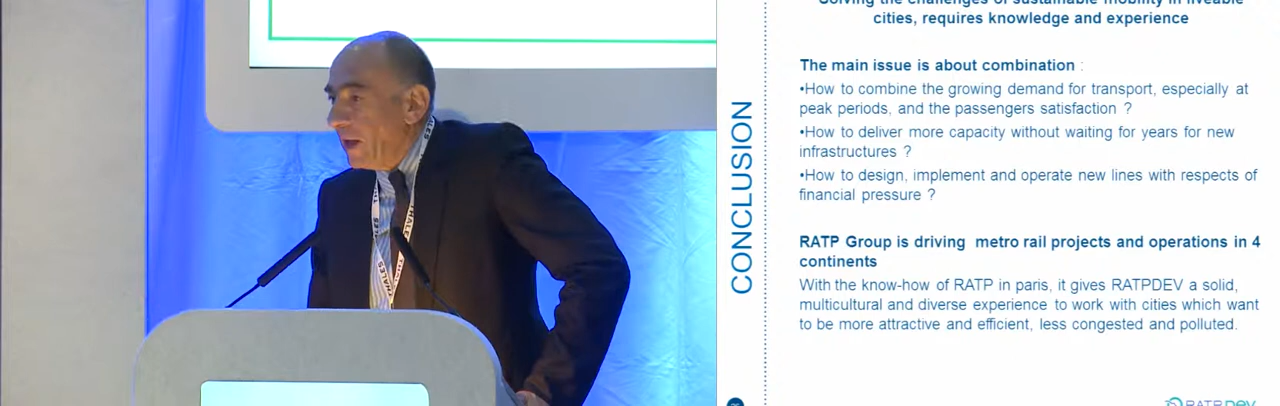 Solving the challenges of sustainable mobility in liveable
cities, requires knowledge and experience
The main issue is about combination :
•How to combine the growing demand for transport, especially at
peak periods, and the passengers satisfaction ?
•How to deliver more capacity without waiting for years for new
infrastructures ?
•How to design, implement and operate new lines with respects of
financial pressure ?
RATP Group is driving  metro rail projects and operations in 4
continents
With the know-how of RATP in paris, it gives RATPDEV a solid,
multicultural and diverse experience to work with cities which want
to be more attractive and efficient, less congested and polluted.
CONCLUSION
RATP DEV
THALES
THALES